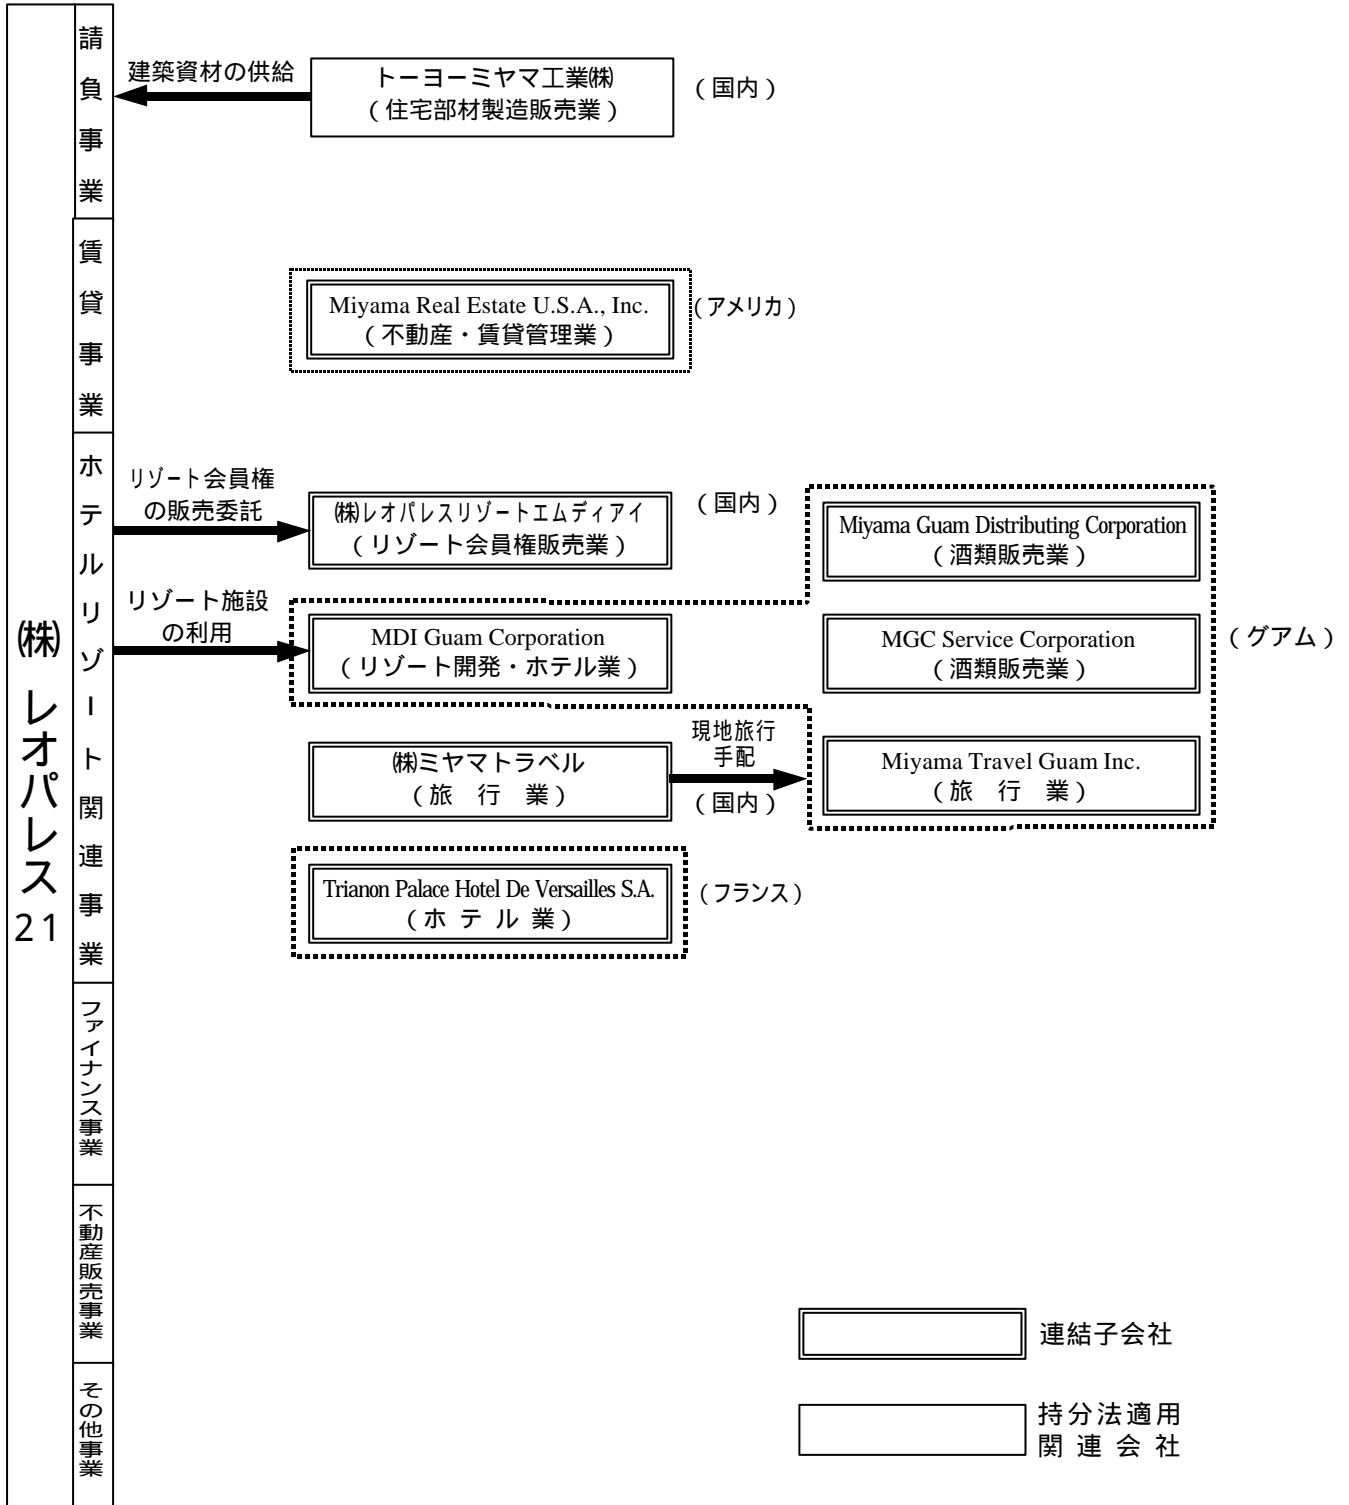 ㈱レオパレス21
請負事業
建築資材の供給
トーヨーミヤマ工業㈱
（住宅部材製造販売業）
（国内）
賃貸事業
Miyama Real Estate U.S.A., Inc.
（不動産・賃貸管理業）
（アメリカ）
ホテルリゾート関連事業
リゾート会員権
の販売委託
㈱レオパレスリゾートエムディアイ
（リゾート会員権販売業）
（国内）
Miyama Guam Distributing Corporation
（酒類販売業）
リゾート施設
の利用
MDI Guam Corporation
（リゾート開発・ホテル業）
MGC Service Corporation
（酒類販売業）
（グアム）
㈱ミヤマトラベル
（旅　行　業）
現地旅行
手配
（国内）
Miyama Travel Guam Inc.
（旅　行　業）
Trianon Palace Hotel De Versailles S.A.
（ホ テ ル 業）
（フランス）
ファイナンス事業
不動産販売事業
その他事業
連結子会社
持分法適用
関 連 会 社